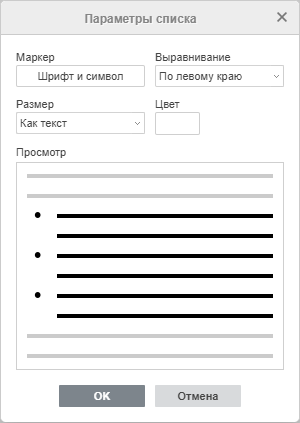 Параметры списка
Маркер
Выравнивание
Шрифт и символ
По левому краю
Размер
Цвет
Как текст
Просмотр
OK
Отмена